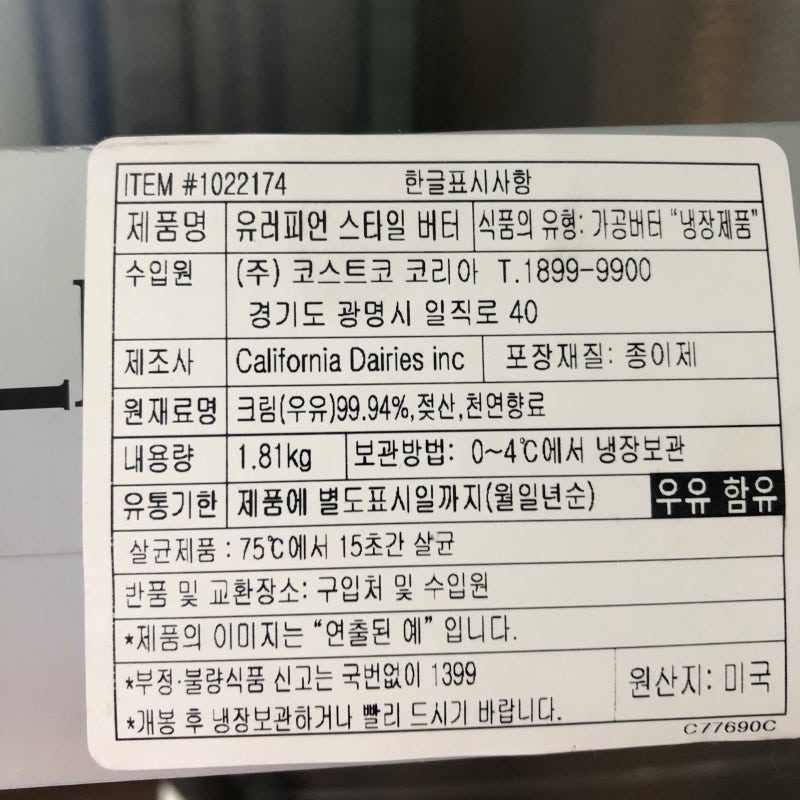 ITEM #1022174 한글표시사항
제품명 유러피언 스타일 버터 식품의 유형: 가공버터 "냉장제품"
수입원 (주) 코스트코 코리아 T.1899-9900
경기도 광명시 일직로 40
제조사 California Dairies inc 포장재질: 종이제
원재료명 크림(우유)99.94%,젖산,천연향료
내용량 1.81kg 보관방법: 0~4℃에서 냉장보관
유통기한 제품에 별도표시일까지(월일년순) 우유 함유
살균제품 : 75℃에서 15초간 살균
반품 및 교환장소: 구입처 및 수입원
*제품의 이미지는 "연출된 예" 입니다.
*부정·불량식품 신고는 국번없이 1399
원산지: 미국
*개봉 후 냉장보관하거나 빨리 드시기 바랍니다.
C77690C